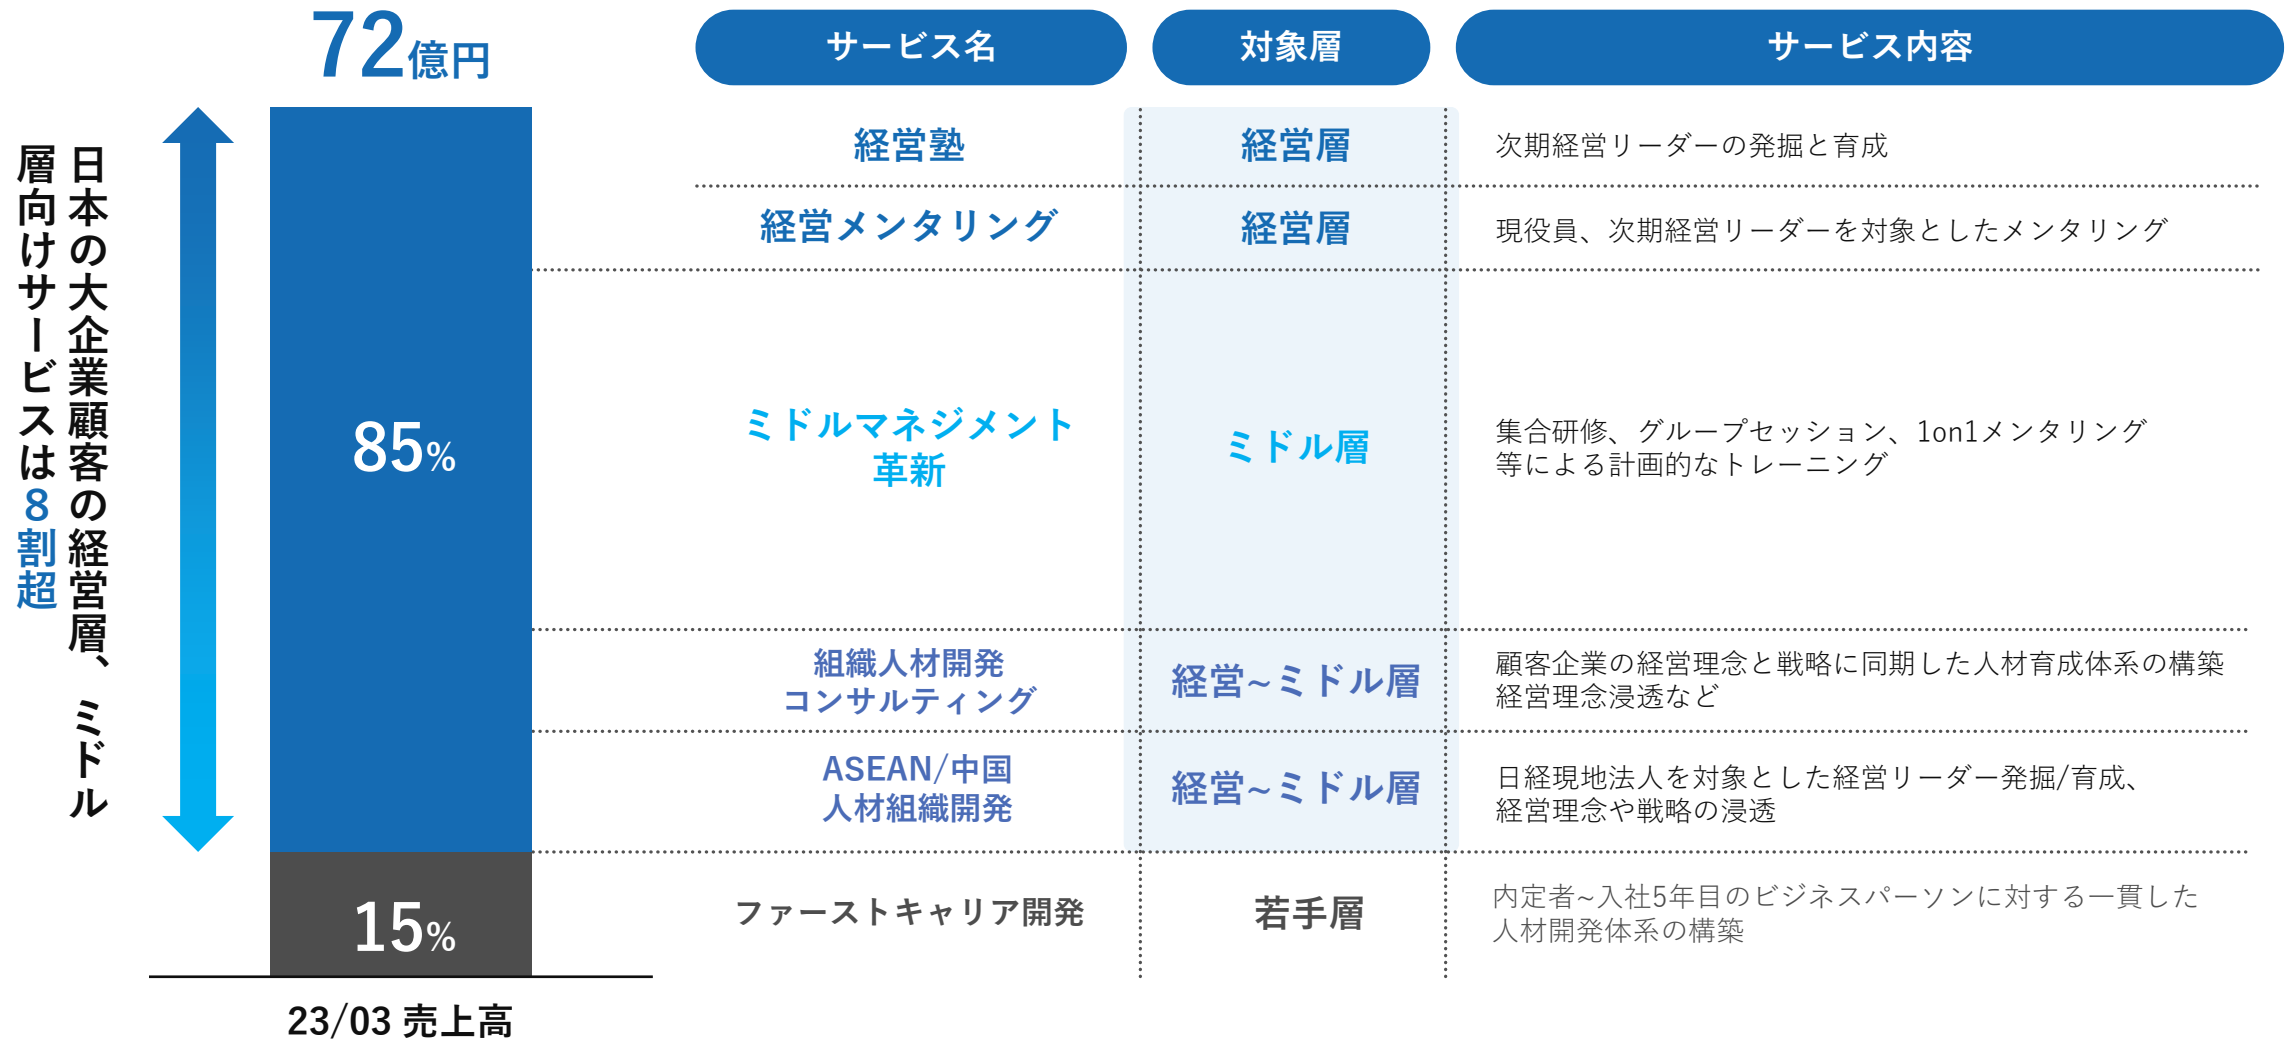 72億円
日本の大企業顧客の経営層、ミドル
層向けサービスは8割超
85%
15%
23/03 売上高
サービス名
対象層
サービス内容
経営塾
経営層
次期経営リーダーの発掘と育成
経営メンタリング
経営層
現役員、次期経営リーダーを対象としたメンタリング
ミドルマネジメント
革新
ミドル層
集合研修、グループセッション、1on1メンタリング
等による計画的なトレーニング
組織人材開発
コンサルティング
経営~ミドル層
顧客企業の経営理念と戦略に同期した人材育成体系の構築
経営理念浸透など
ASEAN/中国
人材組織開発
経営~ミドル層
日経現地法人を対象とした経営リーダー発掘/育成、
経営理念や戦略の浸透
ファーストキャリア開発
若手層
内定者~入社5年目のビジネスパーソンに対する一貫した
人材開発体系の構築